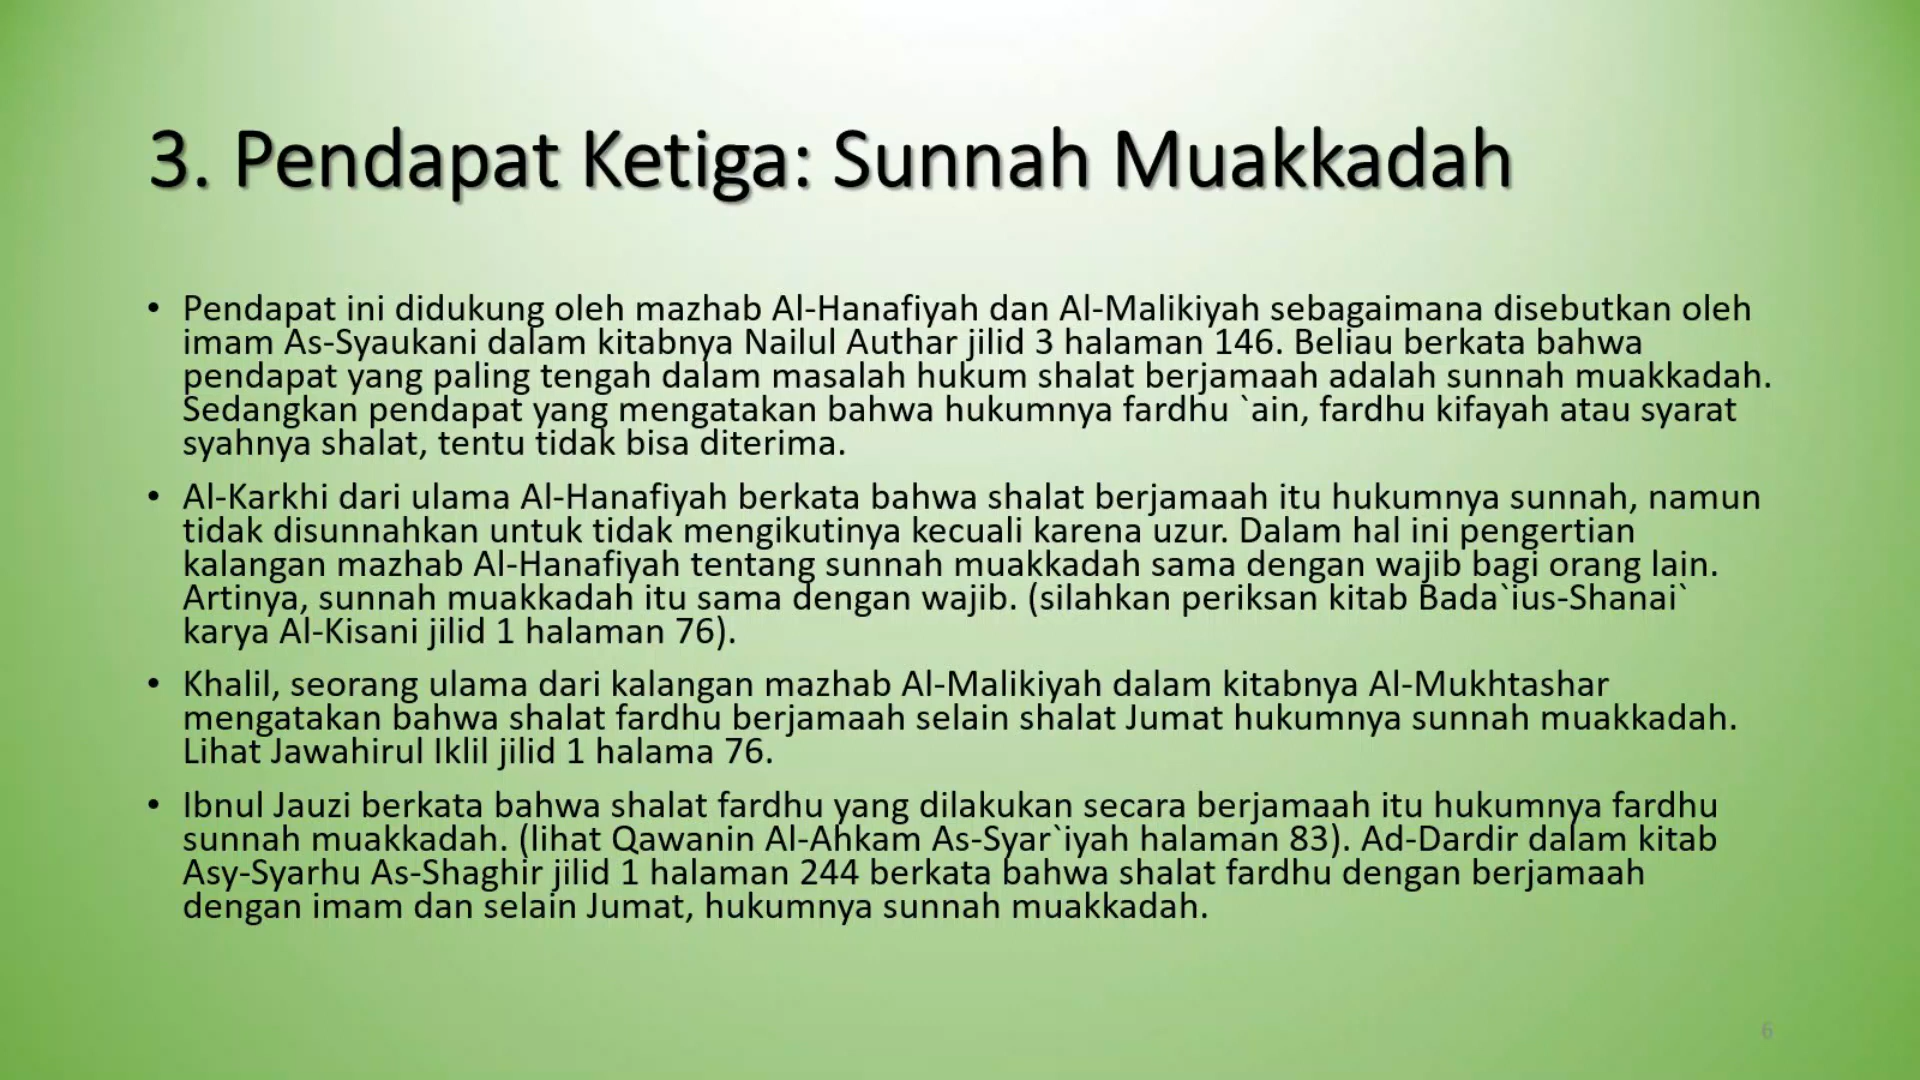 3. Pendapat Ketiga: Sunnah Muakkadah
• Pendapat ini didukung oleh mazhab Al-Hanafiyah dan Al-Malikiyah sebagaimana disebutkan oleh
imam As-Syaukani dalam kitabnya Nailul Authar jilid 3 halaman 146. Beliau berkata bahwa
pendapat yang paling tengah dalam masalah hukum shalat berjamaah adalah sunnah muakkadah.
Sedangkan pendapat yang mengatakan bahwa hukumnya fardhu `ain, fardhu kifayah atau syarat
syahnya shalat, tentu tidak bisa diterima.
• Al-Karkhi dari ulama Al-Hanafiyah berkata bahwa shalat berjamaah itu hukumnya sunnah, namun
tidak disunnahkan untuk tidak mengikutinya kecuali karena uzur. Dalam hal ini pengertian
kalangan mazhab Al-Hanafiyah tentang sunnah muakkadah sama dengan wajib bagi orang lain.
Artinya, sunnah muakkadah itu sama dengan wajib. (silahkan periksan kitab Bada`ius-Shanai`
karya Al-Kisani jilid 1 halaman 76).
• Khalil, seorang ulama dari kalangan mazhab Al-Malikiyah dalam kitabnya Al-Mukhtashar
mengatakan bahwa shalat fardhu berjamaah selain shalat Jumat hukumnya sunnah muakkadah.
Lihat Jawahirul Iklil jilid 1 halama 76.
• Ibnul Jauzi berkata bahwa shalat fardhu yang dilakukan secara berjamaah itu hukumnya fardhu
sunnah muakkadah. (lihat Qawanin Al-Ahkam As-Syar`iyah halaman 83). Ad-Dardir dalam kitab
Asy-Syarhu As-Shaghir jilid 1 halaman 244 berkata bahwa shalat fardhu dengan berjamaah
dengan imam dan selain Jumat, hukumnya sunnah muakkadah.
6